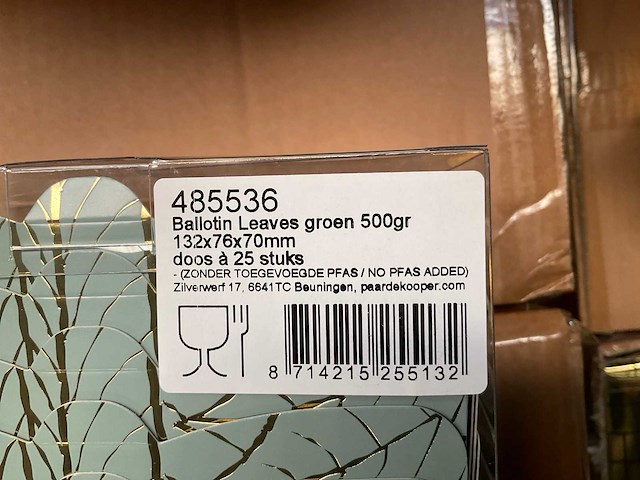 485536
Ballotin Leaves groen 500gr
132x76x70mm
doos à 25 stuks
- (ZONDER TOEGEVOEGDE PFAS / NO PFAS ADDED)
Zilverwerf 17, 6641TC Beuningen, paardekooper.com
8 714215 255132